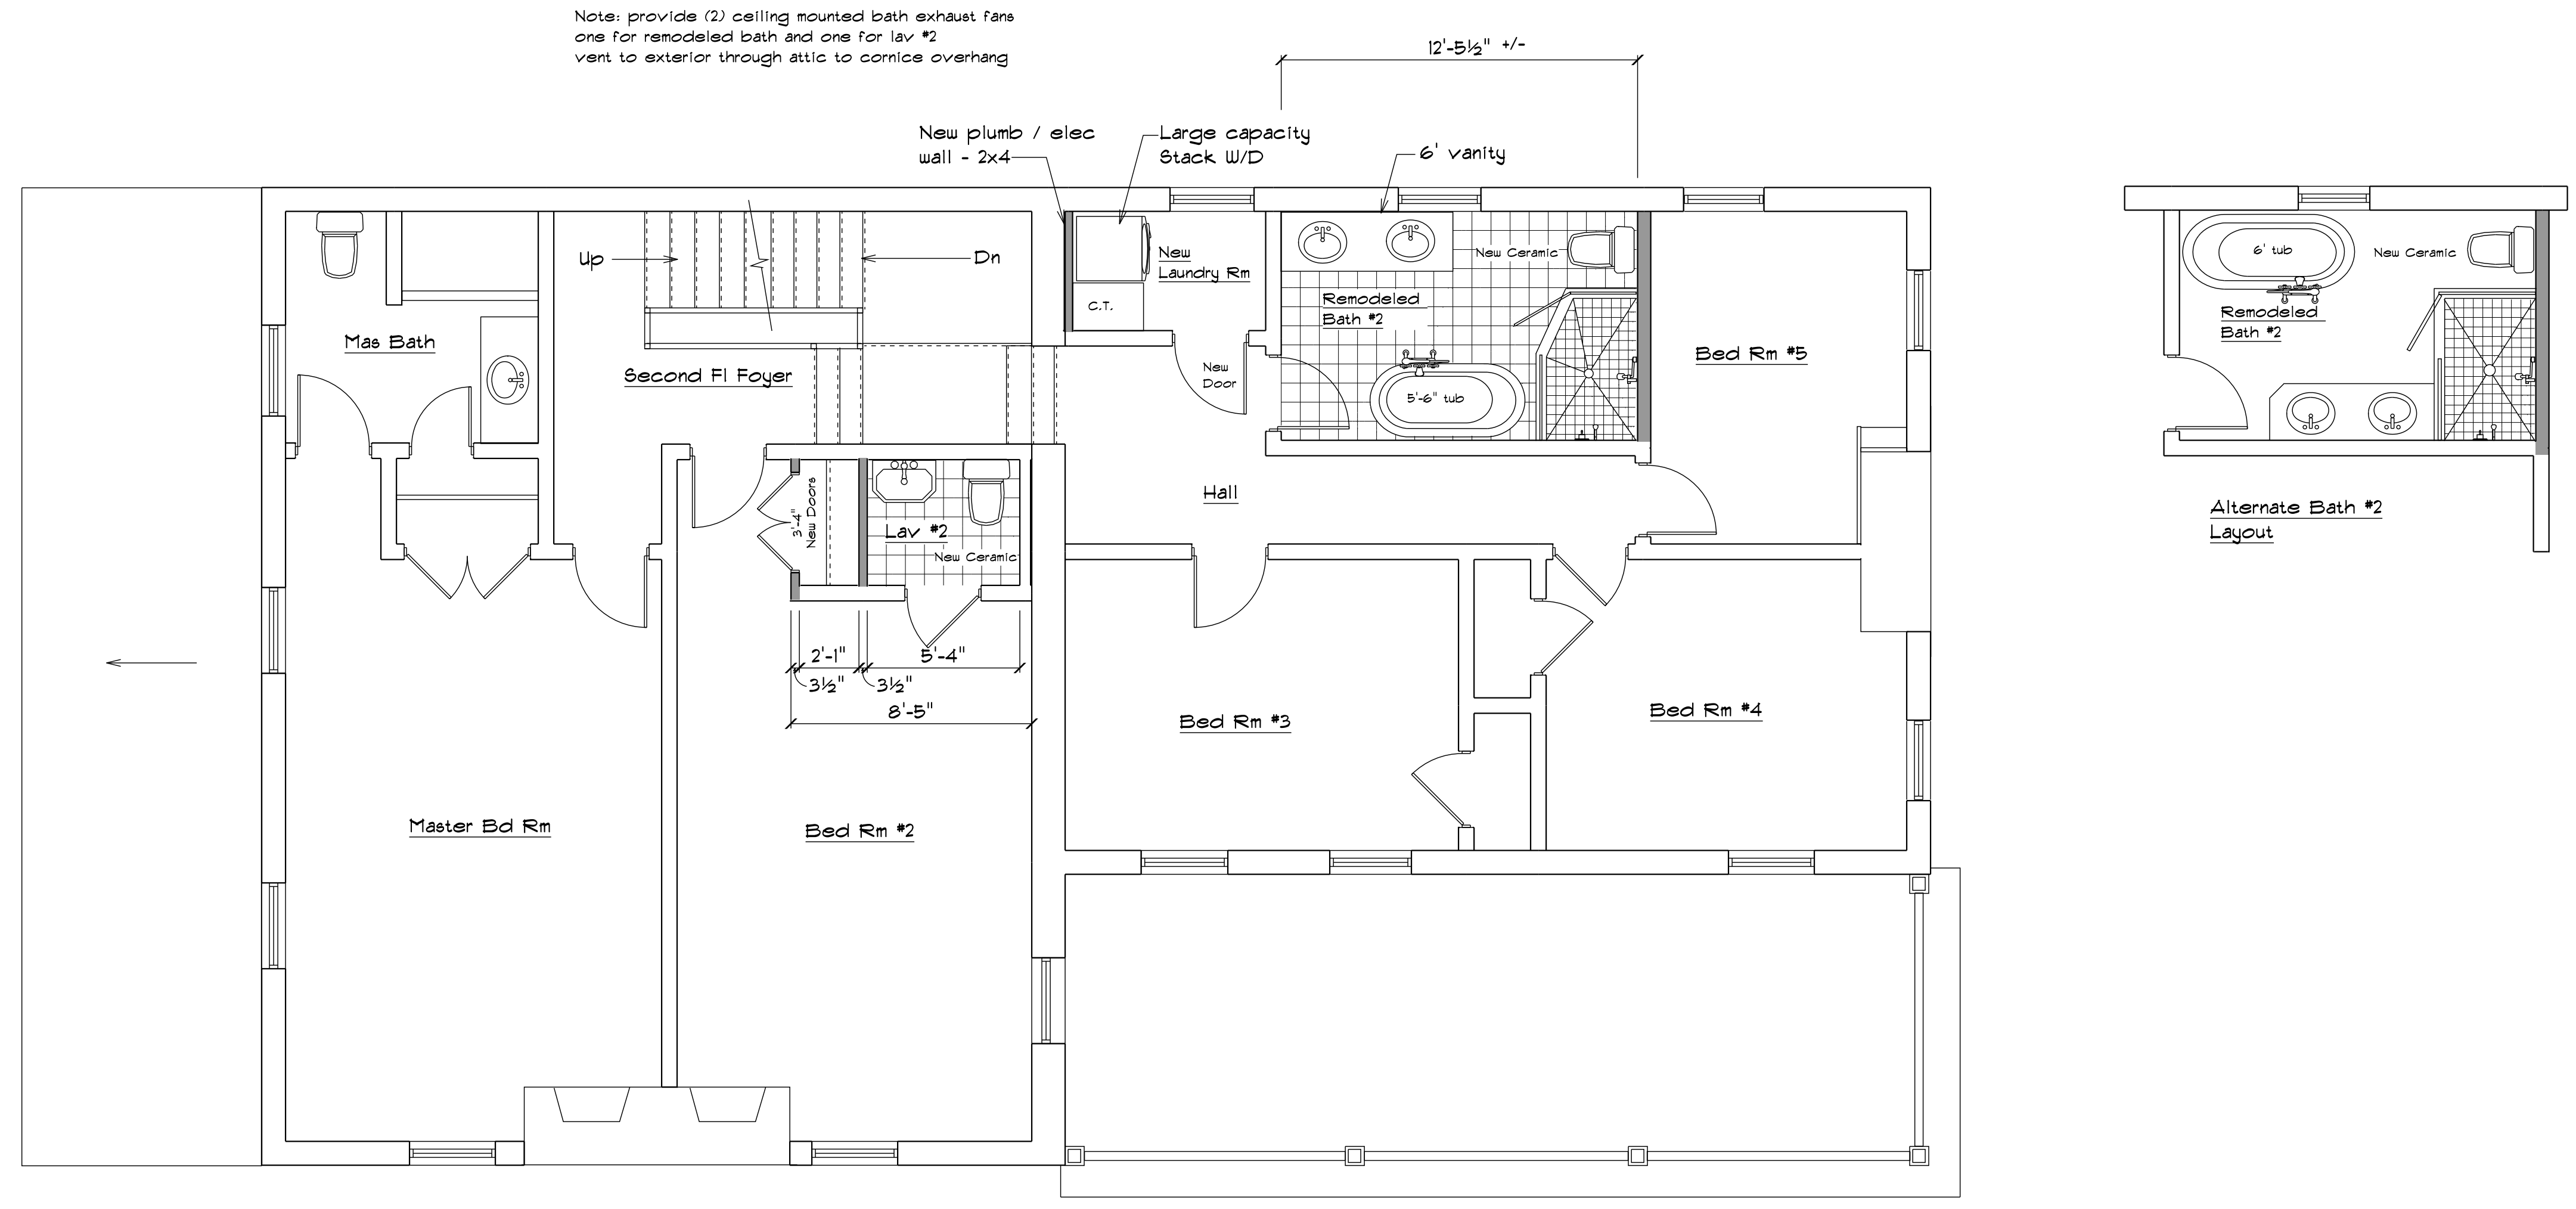 Note: provide (2) ceiling mounted bath exhaust fans
one for remodeled bath and one for lav #2
vent to exterior through attic to cornice overhang
12'-5½" +/-
New plumb / elec
wall - 2x4
Large capacity
Stack W/D
6' vanity
Up
Dn
New
Laundry Rm
C.T.
New Ceramic
Remodeled
Bath #2
5'-6" tub
New
Door
Mas Bath
Second Fl Foyer
Bed Rm #5
3'-4"
New Doors
Lav #2
New Ceramic
Hall
2'-1"
5'-4"
3½"
3½"
8'-5"
Bed Rm #3
Bed Rm #4
Master Bd Rm
Bed Rm #2
6' tub
New Ceramic
Remodeled
Bath #2
Alternate Bath #2
Layout